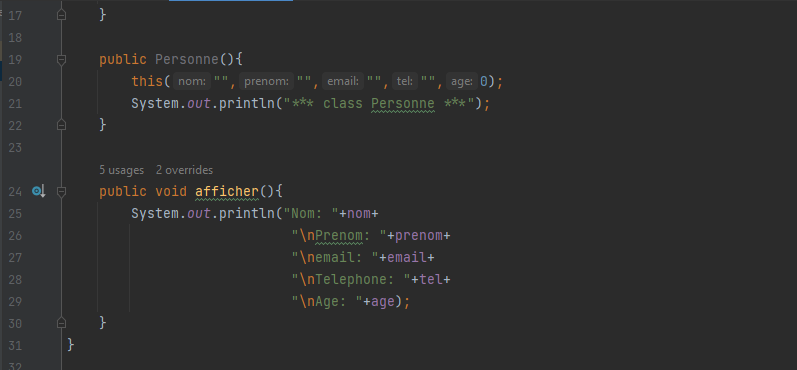 17 }
18
19 public Personne(){
20 this( nom: "", prenom: "", email: "", tel: "", age: 0);
21 System.out.println("*** class Personne ***");
22 }
23
5 usages 2 overrides
24 public void afficher(){
25 System.out.println("Nom: "+nom+
26 "\nPrenom: "+prenom+
27 "\nemail: "+email+
28 "\nTelephone: "+tel+
29 "\nAge: "+age);
30 }
31 }
32